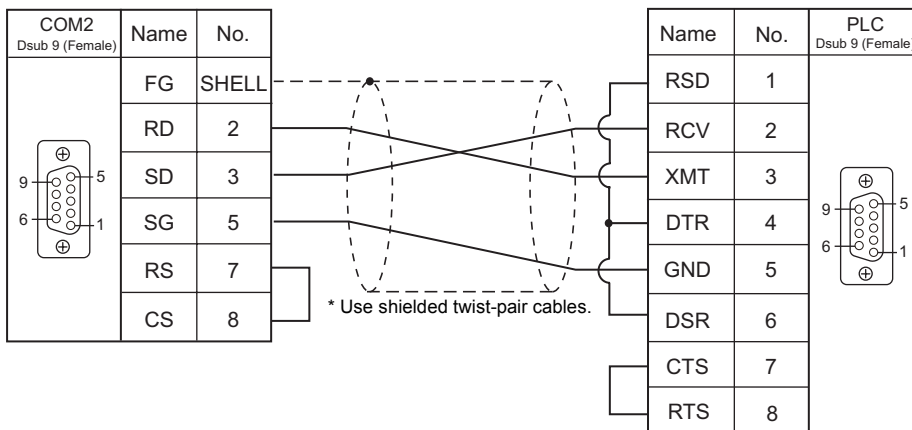 COM2
Dsub 9 (Female)
Name
No.
FG
SHELL
RD
2
SD
3
SG
5
RS
7
CS
8
9
5
6
1
* Use shielded twist-pair cables.
Name
No.
PLC
Dsub 9 (Female)
RSD
1
RCV
2
XMT
3
DTR
4
GND
5
DSR
6
CTS
7
RTS
8
9
5
6
1